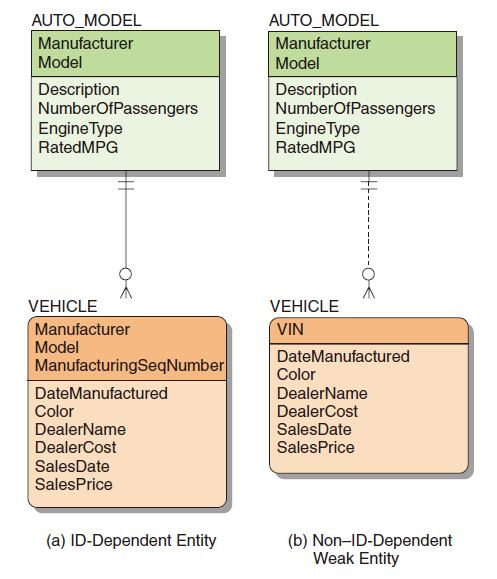 AUTO_MODEL
Manufacturer
Model
Description
NumberOfPassengers
EngineType
RatedMPG
VEHICLE
Manufacturer
Model
ManufacturingSeqNumber
DateManufactured
Color
DealerName
DealerCost
SalesDate
SalesPrice
(a) ID-Dependent Entity
AUTO_MODEL
Manufacturer
Model
Description
NumberOfPassengers
EngineType
RatedMPG
VEHICLE
VIN
DateManufactured
Color
DealerName
DealerCost
SalesDate
SalesPrice
(b) Non–ID-Dependent
Weak Entity